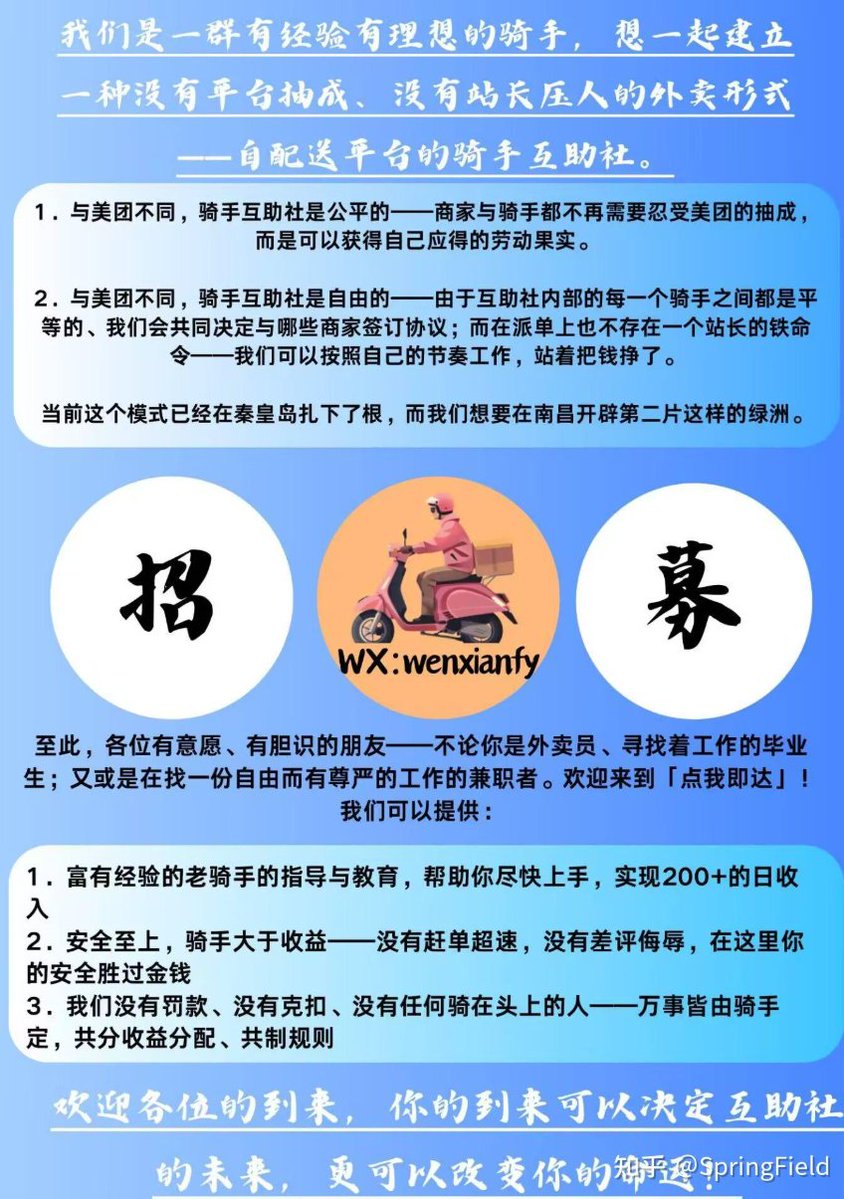 我们是一群有经验有理想的骑手，想一起建立
一种没有平台抽成、没有站长压人的外卖形式
——自配送平台的骑手互助社。
1. 与美团不同，骑手互助社是公平的——商家与骑手都不再需要忍受美团的抽成，
而是可以获得自己应得的劳动果实。
2. 与美团不同，骑手互助社是自由的——由于互助社内部的每一个骑手之间都是平
等的、我们会共同决定与哪些商家签订协议；而在派单上也不存在一个站长的铁命
令——我们可以按照自己的节奏工作，站着把钱挣了。
当前这个模式已经在秦皇岛扎下了根，而我们想要在南昌开辟第二片这样的绿洲。
招
WX:wenxianfy
募
至此，各位有意愿、有胆识的朋友——不论你是外卖员、寻找着工作的毕业
生；又或是在找一份自由而有尊严的工作的兼职者。欢迎来到「点我即达」！
我们可以提供：
1. 富有经验的老骑手的指导与教育，帮助你尽快上手，实现200+的日收
入
2. 安全至上，骑手大于收益——没有赶单超速，没有差评侮辱，在这里你
的安全胜过金钱
3. 我们没有罚款、没有克扣、没有任何骑在头上的人——万事皆由骑手
定，共分收益分配、共制规则
欢迎各位的到来，你的到来可以决定互助社
的未来，更可以改变你的命运！
知乎 @SpringField